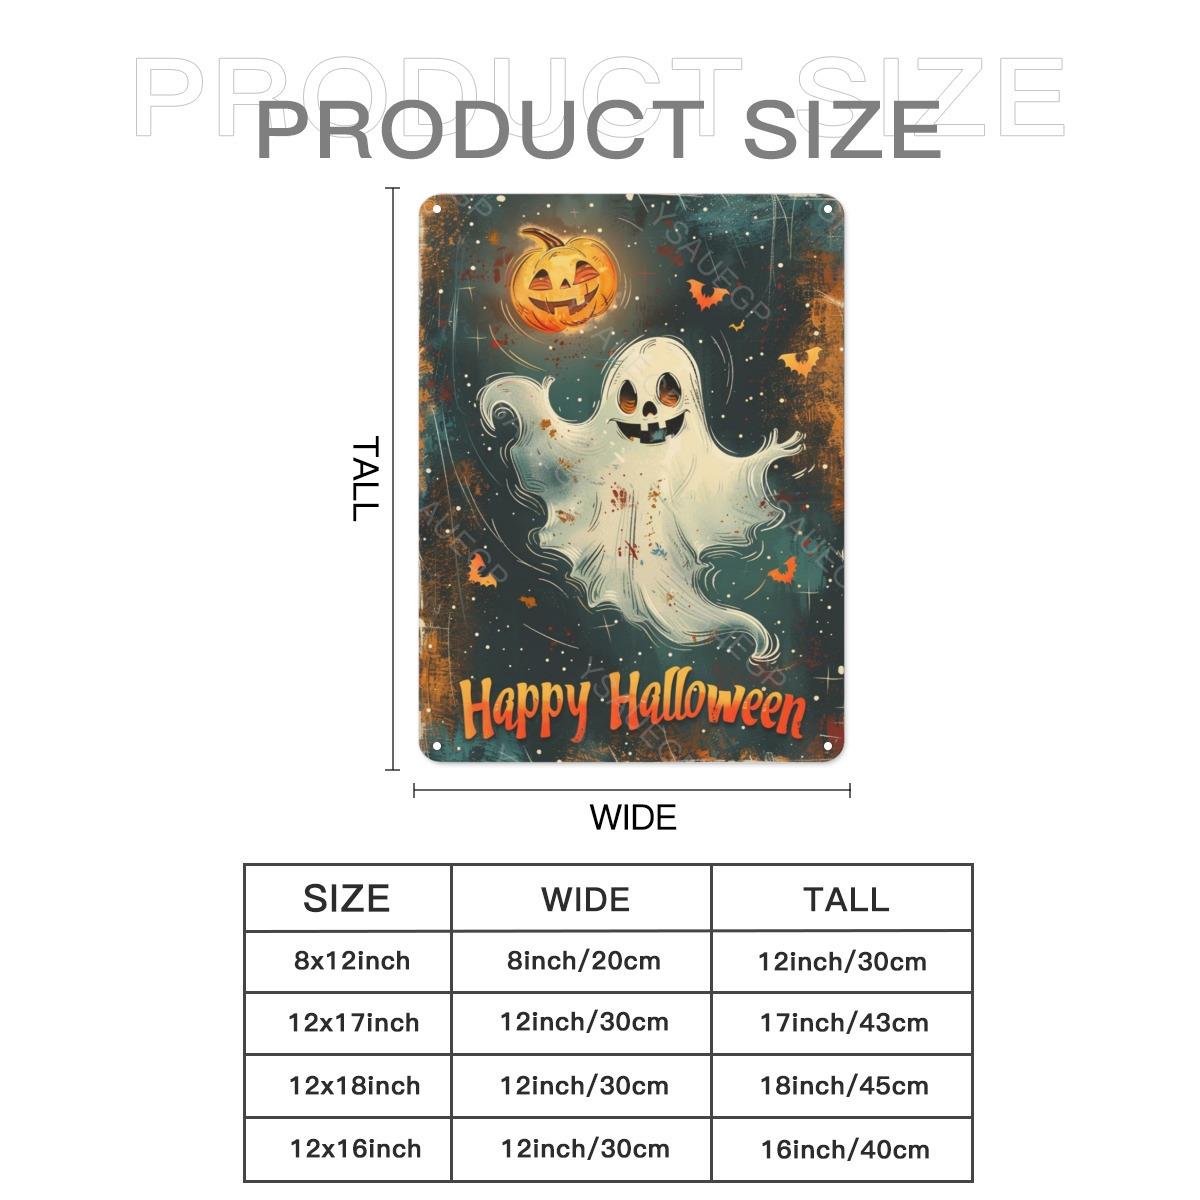 PRODUCT SIZE
PRODUCT SIZE
YSAUEGP
TALL
Happy Halloween
WIDE
SIZE WIDE TALL
8x12inch 8inch/20cm 12inch/30cm
12x17inch 12inch/30cm 17inch/43cm
12x18inch 12inch/30cm 18inch/45cm
12x16inch 12inch/30cm 16inch/40cm